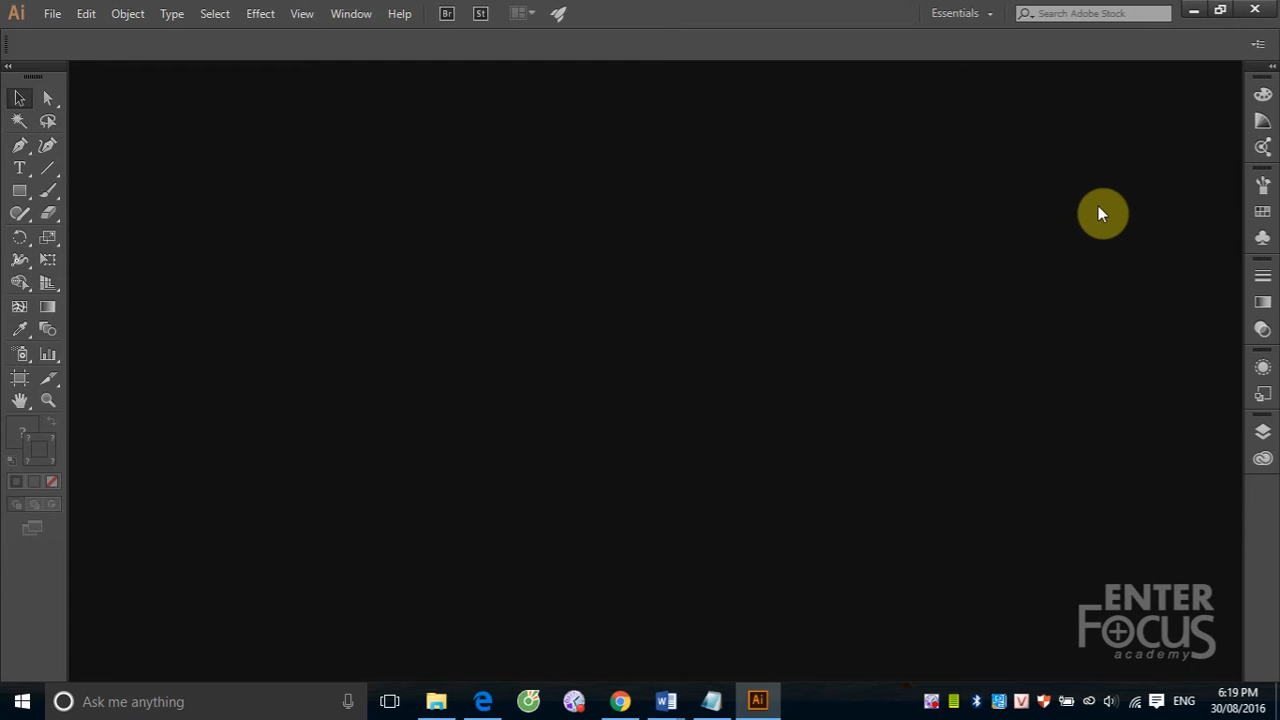 Ai File Edit Object Type Select Effect View Window Help Br St Essentials Search Adobe Stock
T
?
? ?
? ?
ENTER
FOCUS
academy
Ask me anything
Ai
V
ENG
6:19 PM
30/08/2016